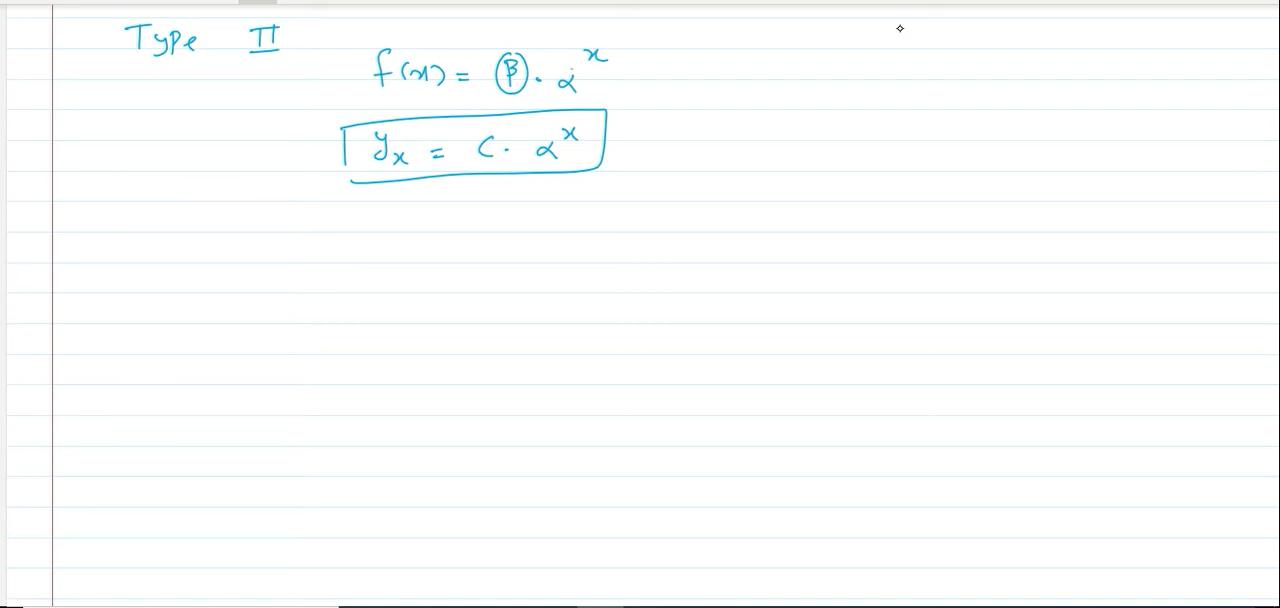 Type II
f(x) = β . α^x
y_x = C . α^x